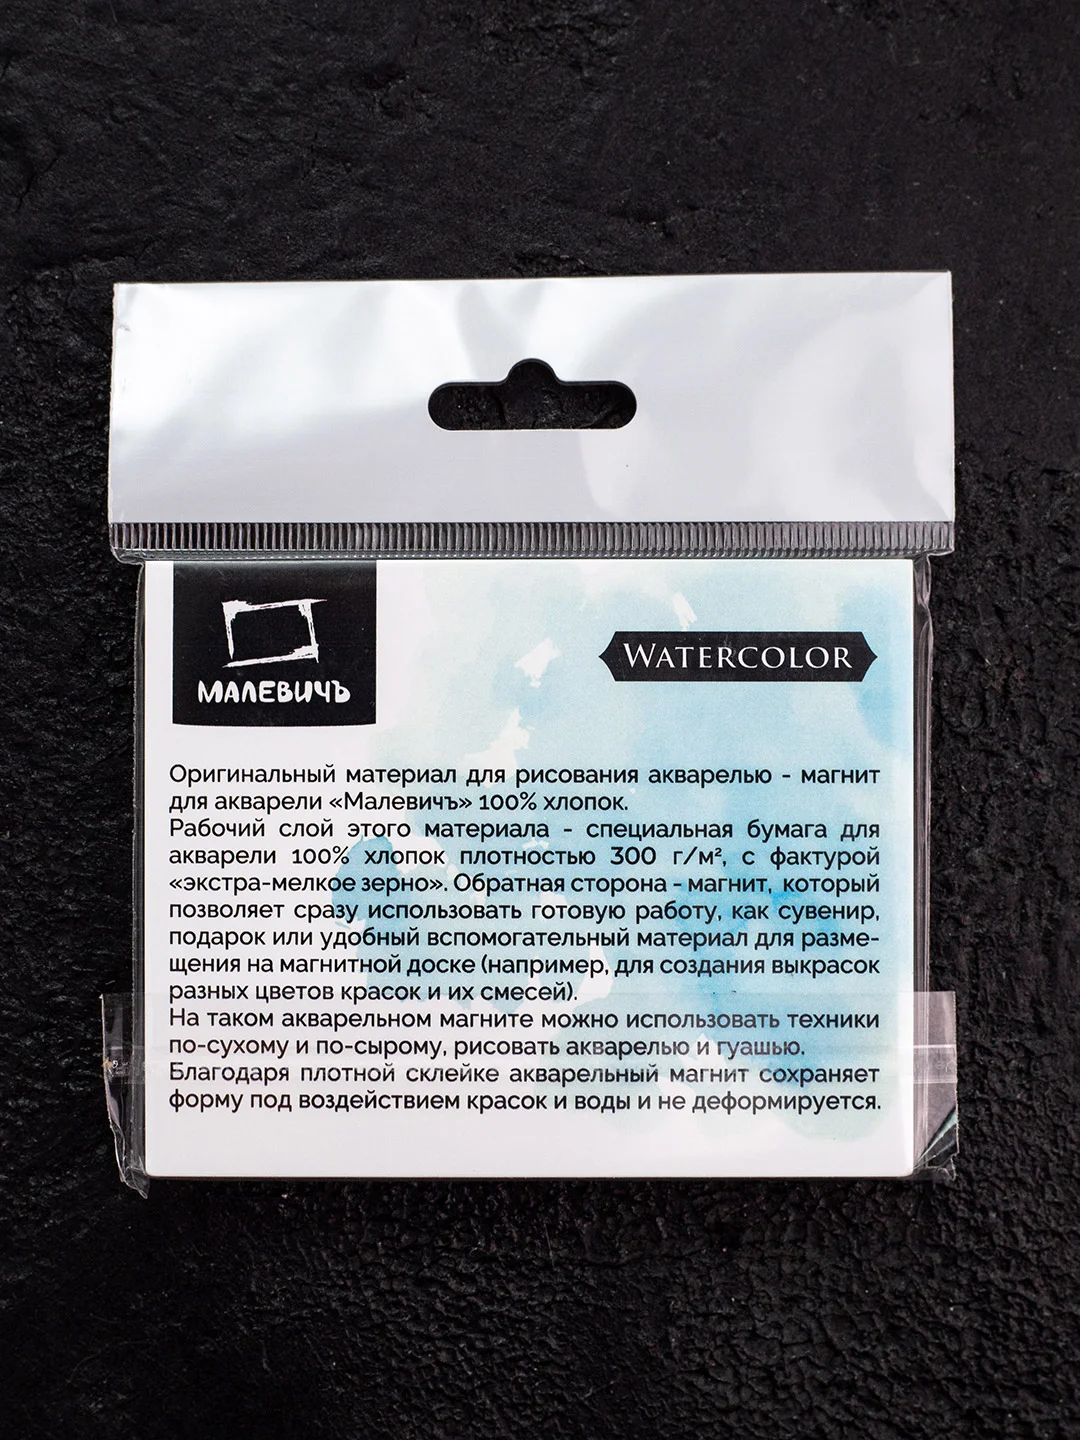 МАЛЕВИЧЪ
WATERCOLOR
Оригинальный материал для рисования акварелью - магнит
для акварели «Малевичъ» 100% хлопок.
Рабочий слой этого материала - специальная бумага для
акварели 100% хлопок плотностью 300 г/м², с фактурой
«экстра-мелкое зерно». Обратная сторона - магнит, который
позволяет сразу использовать готовую работу, как сувенир,
подарок или удобный вспомогательный материал для разме-
щения на магнитной доске (например, для создания выкрасок
разных цветов красок и их смесей).
На таком акварельном магните можно использовать техники
по-сухому и по-сырому, рисовать акварелью и гуашью.
Благодаря плотной склейке акварельный магнит сохраняет
форму под воздействием красок и воды и не деформируется.